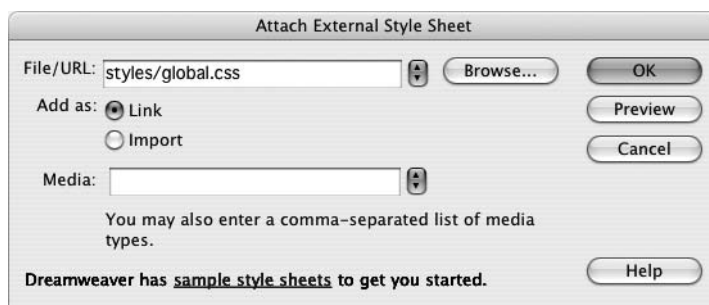 Attach External Style Sheet
File/URL: styles/global.css Browse... OK
Add as: Link Preview
Import Cancel
Media:
You may also enter a comma-separated list of media
types.
Dreamweaver has sample style sheets to get you started. Help